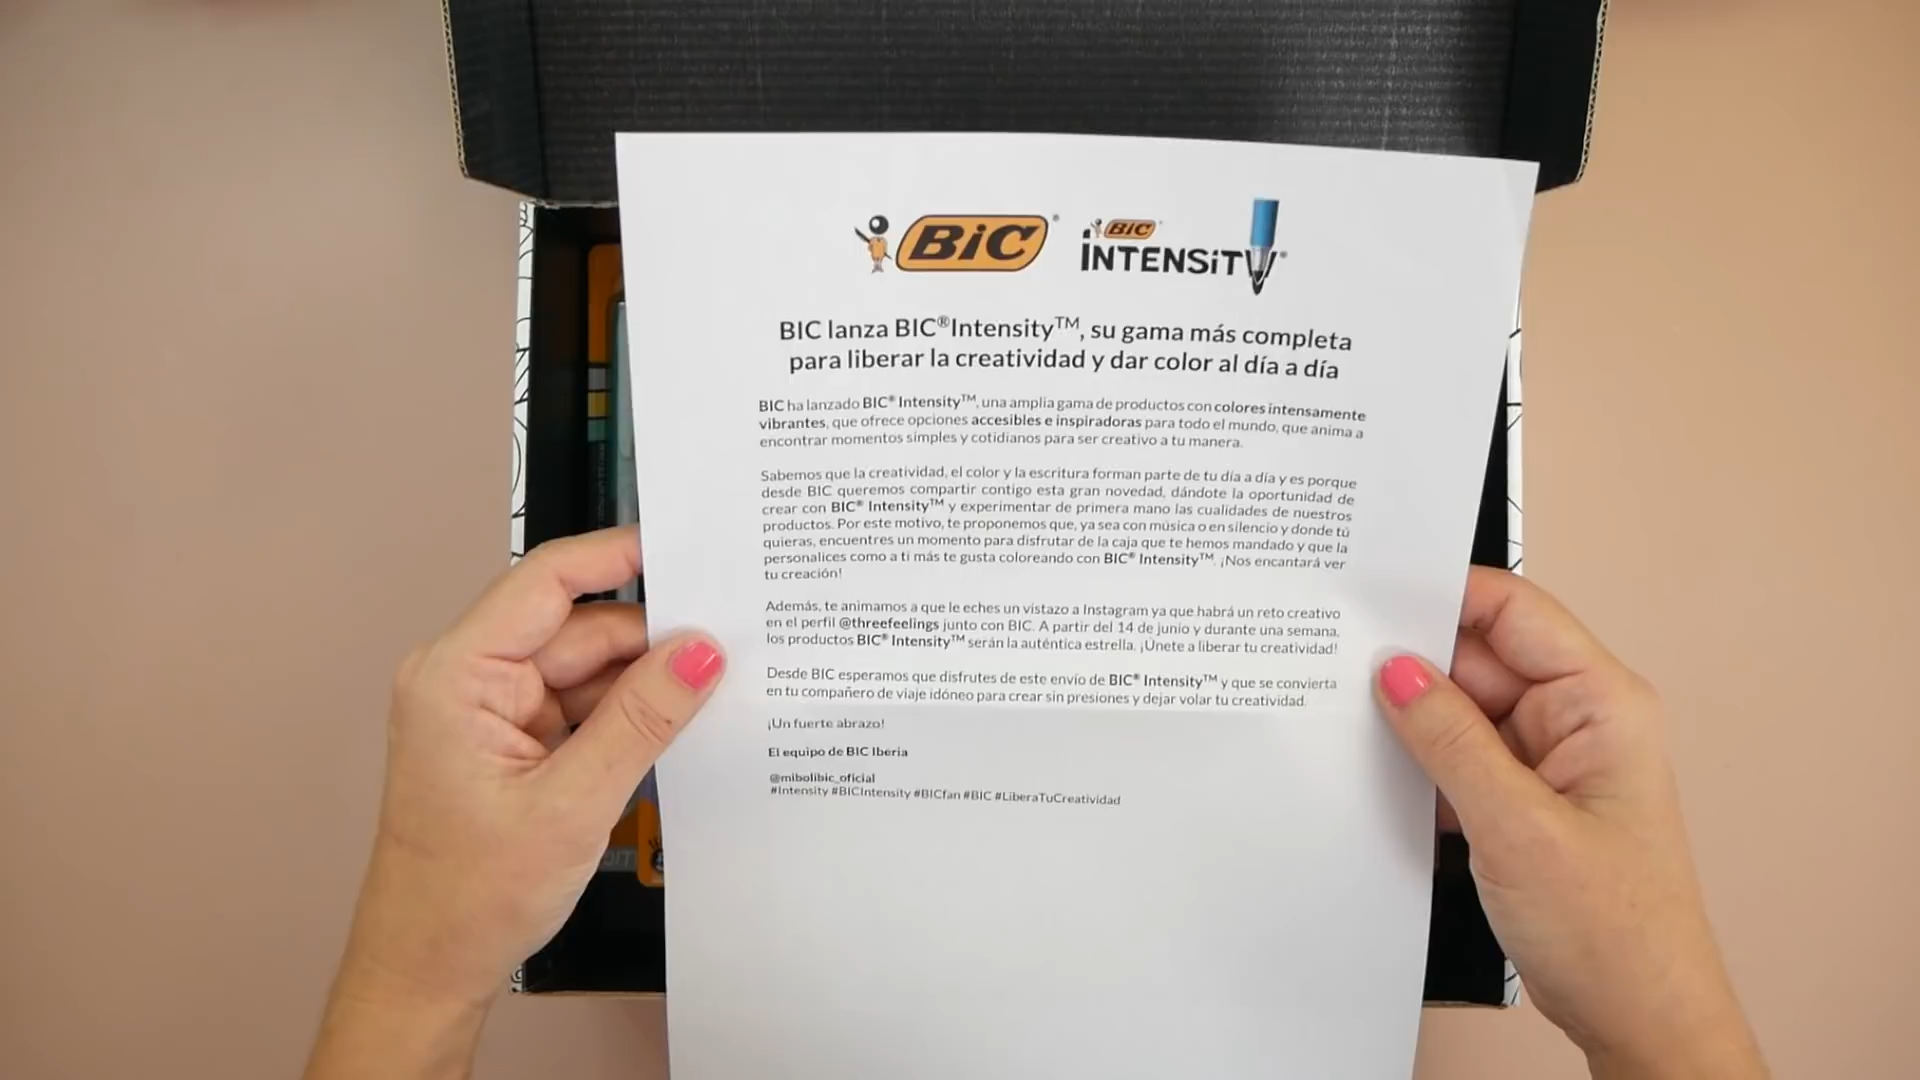 BiC®
BiC®
iNTENSiTY®
BIC lanza BIC®Intensity™, su gama más completa
para liberar la creatividad y dar color al día a día
BIC ha lanzado BIC® Intensity™, una amplia gama de productos con colores intensamente
vibrantes, que ofrece opciones accesibles e inspiradoras para todo el mundo, que anima a
encontrar momentos simples y cotidianos para ser creativo a tu manera.
Sabemos que la creatividad, el color y la escritura forman parte de tu día a día y es porque
desde BIC queremos compartir contigo esta gran novedad, dándote la oportunidad de
crear con BIC® Intensity™ y experimentar de primera mano las cualidades de nuestros
productos. Por este motivo, te proponemos que, ya sea con música o en silencio y donde tú
quieras, encuentres un momento para disfrutar de la caja que te hemos mandado y que la
personalices como a ti más te gusta coloreando con BIC® Intensity™. ¡Nos encantará ver
tu creación!
Además, te animamos a que le eches un vistazo a Instagram ya que habrá un reto creativo
en el perfil @threefeelings junto con BIC. A partir del 14 de junio y durante una semana,
los productos BIC® Intensity™ serán la auténtica estrella. ¡Únete a liberar tu creatividad!
Desde BIC esperamos que disfrutes de este envío de BIC® Intensity™ y que se convierta
en tu compañero de viaje idóneo para crear sin presiones y dejar volar tu creatividad.
¡Un fuerte abrazo!
El equipo de BIC Iberia
@mibolibic_oficial
#Intensity #BICIntensity #BICfan #BIC #LiberaTuCreatividad